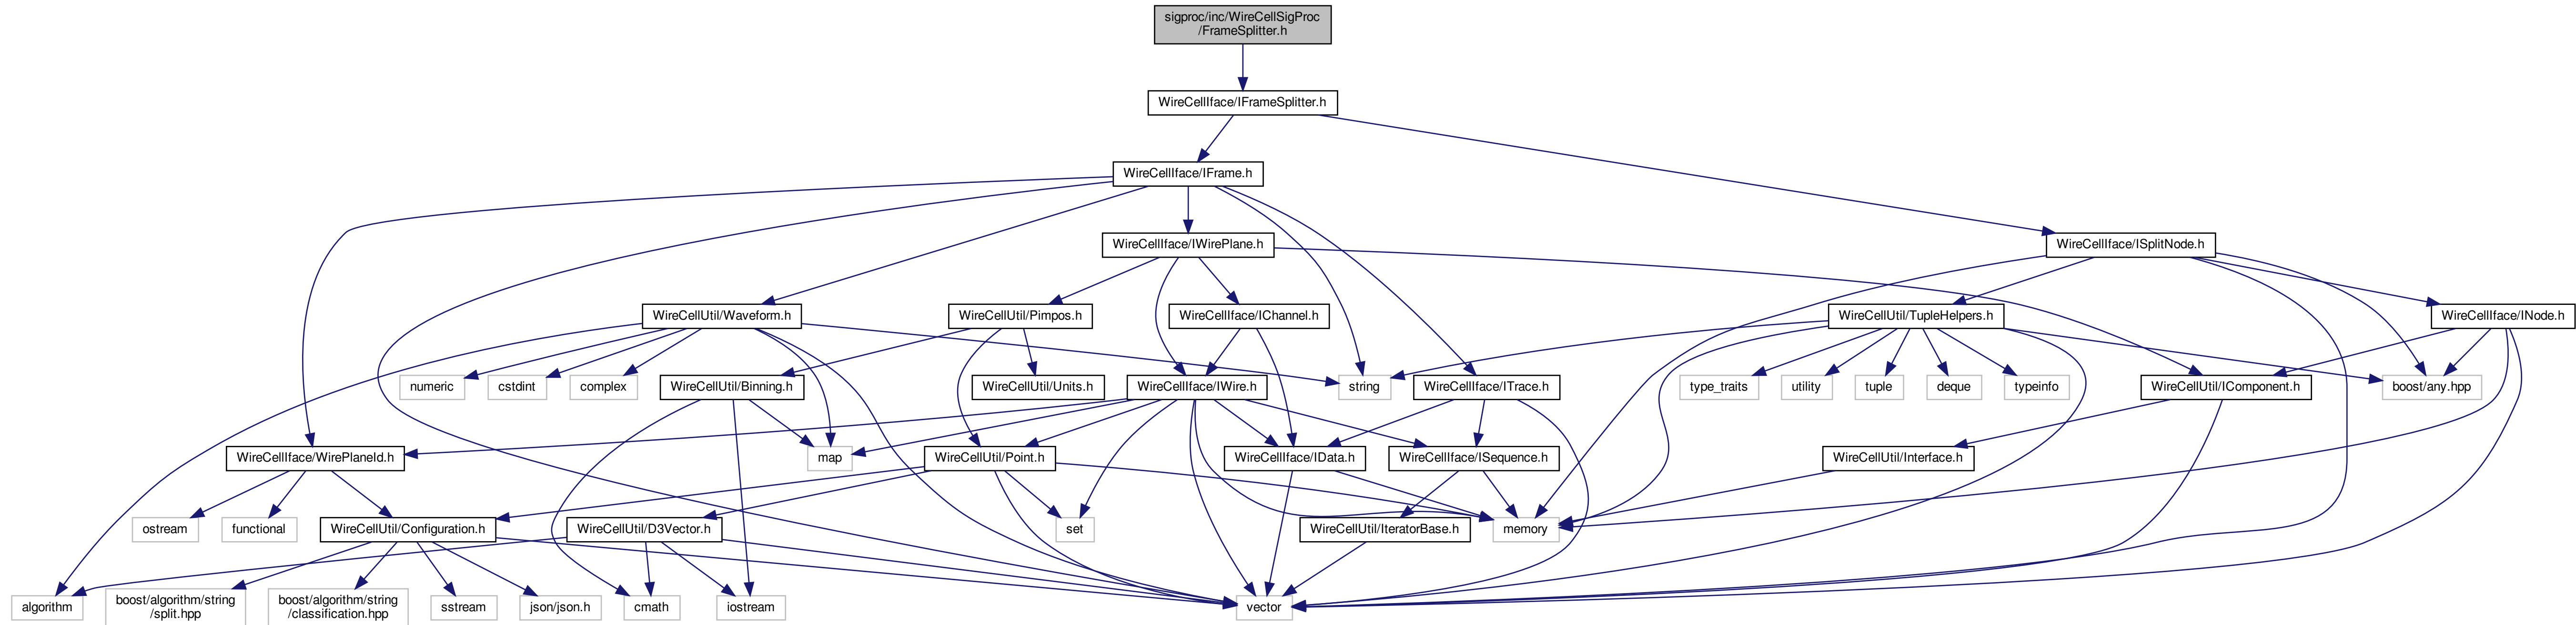 sigproc/inc/WireCellSigProc
/FrameSplitter.h
WireCellIface/IFrameSplitter.h
WireCellIface/IFrame.h
WireCellIface/IWirePlane.h
WireCellIface/ISplitNode.h
WireCellUtil/Waveform.h
WireCellUtil/Pimpos.h
WireCellIface/IChannel.h
WireCellUtil/TupleHelpers.h
WireCellIface/INode.h
numeric
cstdint
complex
WireCellUtil/Binning.h
WireCellUtil/Units.h
WireCellIface/IWire.h
string
WireCellIface/ITrace.h
type_traits
utility
tuple
deque
typeinfo
WireCellUtil/IComponent.h
boost/any.hpp
WireCellIface/WirePlaneId.h
map
WireCellUtil/Point.h
WireCellIface/IData.h
WireCellIface/ISequence.h
WireCellUtil/Interface.h
ostream
functional
WireCellUtil/Configuration.h
WireCellUtil/D3Vector.h
set
WireCellUtil/IteratorBase.h
memory
algorithm
boost/algorithm/string
/split.hpp
boost/algorithm/string
/classification.hpp
sstream
json/json.h
cmath
iostream
vector